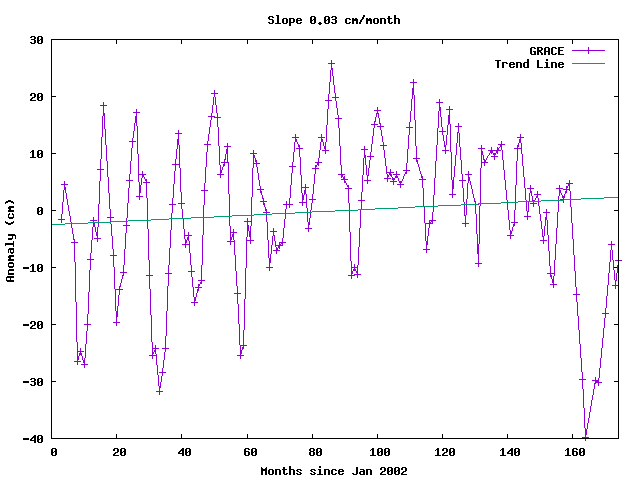 Slope 0.03 cm/month
GRACE
Trend Line
30
20
10
0
-10
-20
-30
-40
Anomaly (cm)
0 20 40 60 80 100 120 140 160 174
Months since Jan 2002